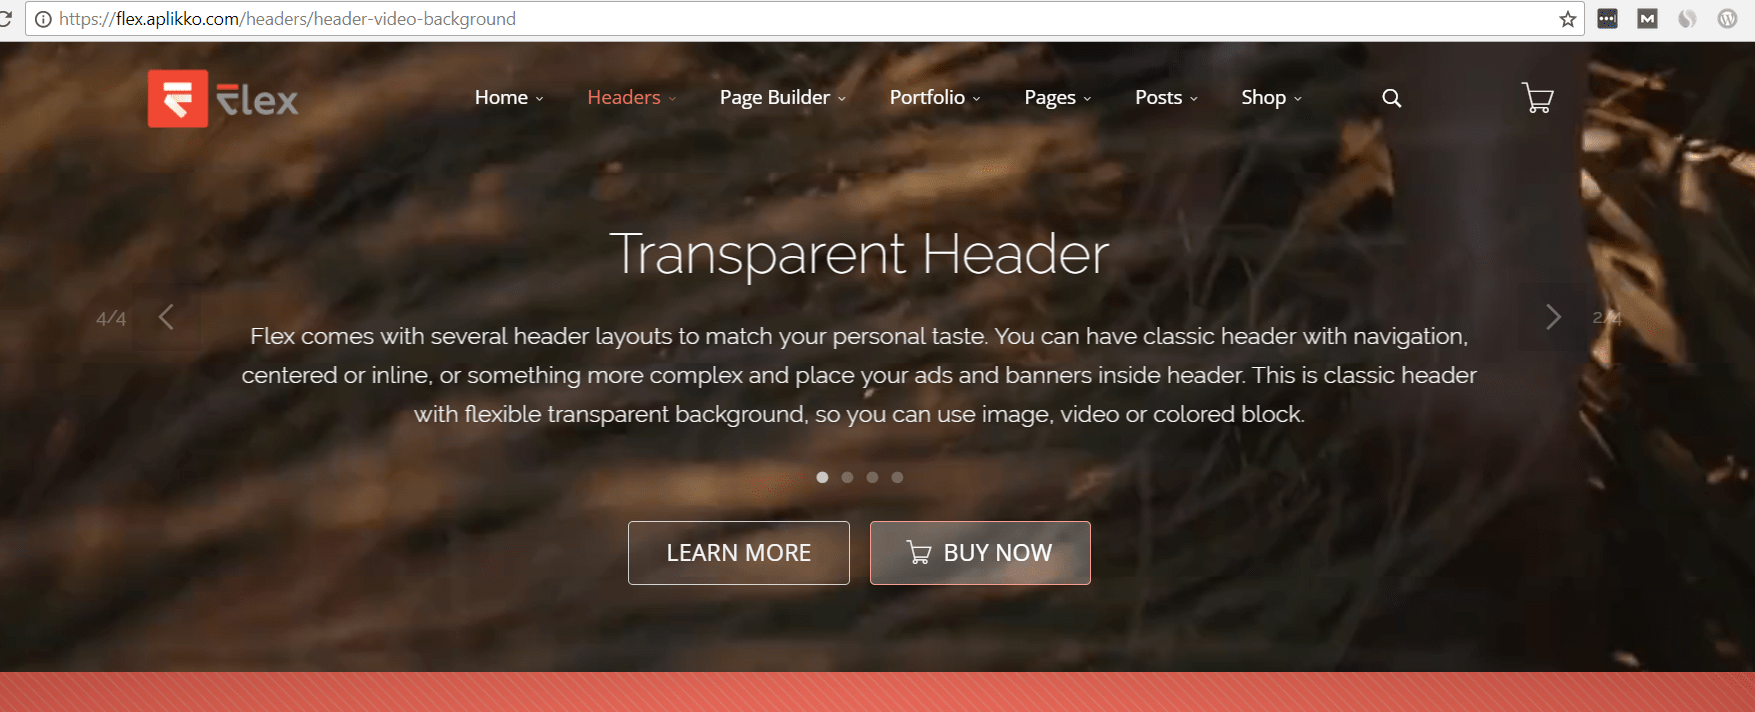 https://flex.aplikko.com/headers/header-video-background
Flex
Home
Headers
Page Builder
Portfolio
Pages
Posts
Shop
Transparent Header
4/4
2/4
Flex comes with several header layouts to match your personal taste. You can have classic header with navigation,
centered or inline, or something more complex and place your ads and banners inside header. This is classic header
with flexible transparent background, so you can use image, video or colored block.
LEARN MORE
BUY NOW